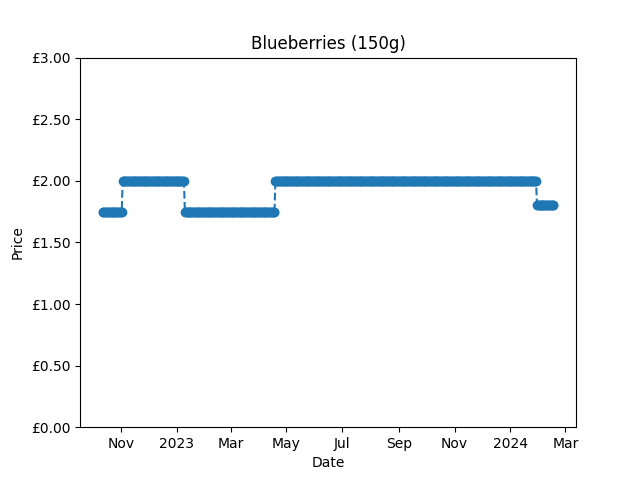 Blueberries (150g)
£3.00
£2.50
£2.00
£1.50
£1.00
£0.50
£0.00
Price
Nov 2023 Mar May Jul Sep Nov 2024 Mar
Date